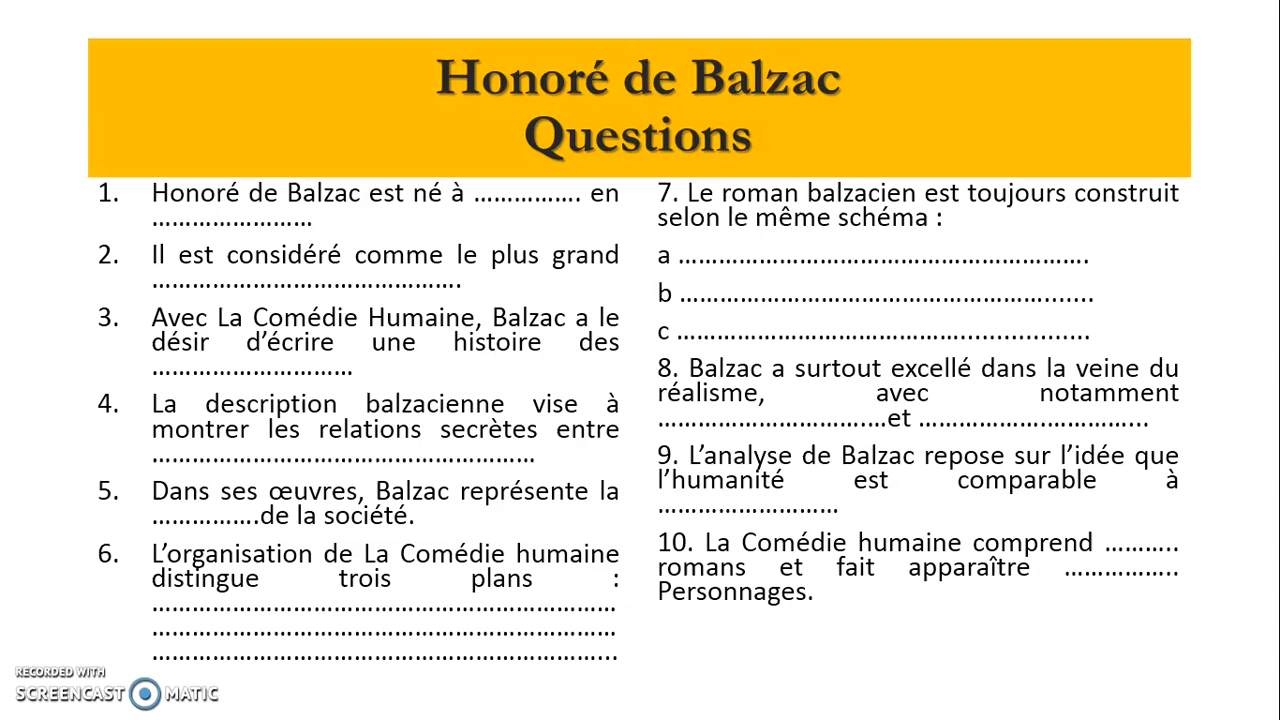 Honoré de Balzac
Questions
1. Honoré de Balzac est né à ……………. en
……………………
2. Il est considéré comme le plus grand
……………………………………….
3. Avec La Comédie Humaine, Balzac a le
désir d’écrire une histoire des
…………………………
4. La description balzacienne vise à
montrer les relations secrètes entre
…………………………………………………
5. Dans ses œuvres, Balzac représente la
…………….de la société.
6. L’organisation de La Comédie humaine
distingue trois plans :
……………………………………………………………
……………………………………………………………
…………………………………………………………...
7. Le roman balzacien est toujours construit
selon le même schéma :
a …………………………………………………….
b ……………………………………………….......
c ……………………………………...................
8. Balzac a surtout excellé dans la veine du
réalisme, avec notamment
…………………………….et ……………….…………...
9. L’analyse de Balzac repose sur l’idée que
l’humanité est comparable à
………………………
10. La Comédie humaine comprend ………..
romans et fait apparaître ……………..
Personnages.
RECORDED WITH
SCREENCAST MATIC